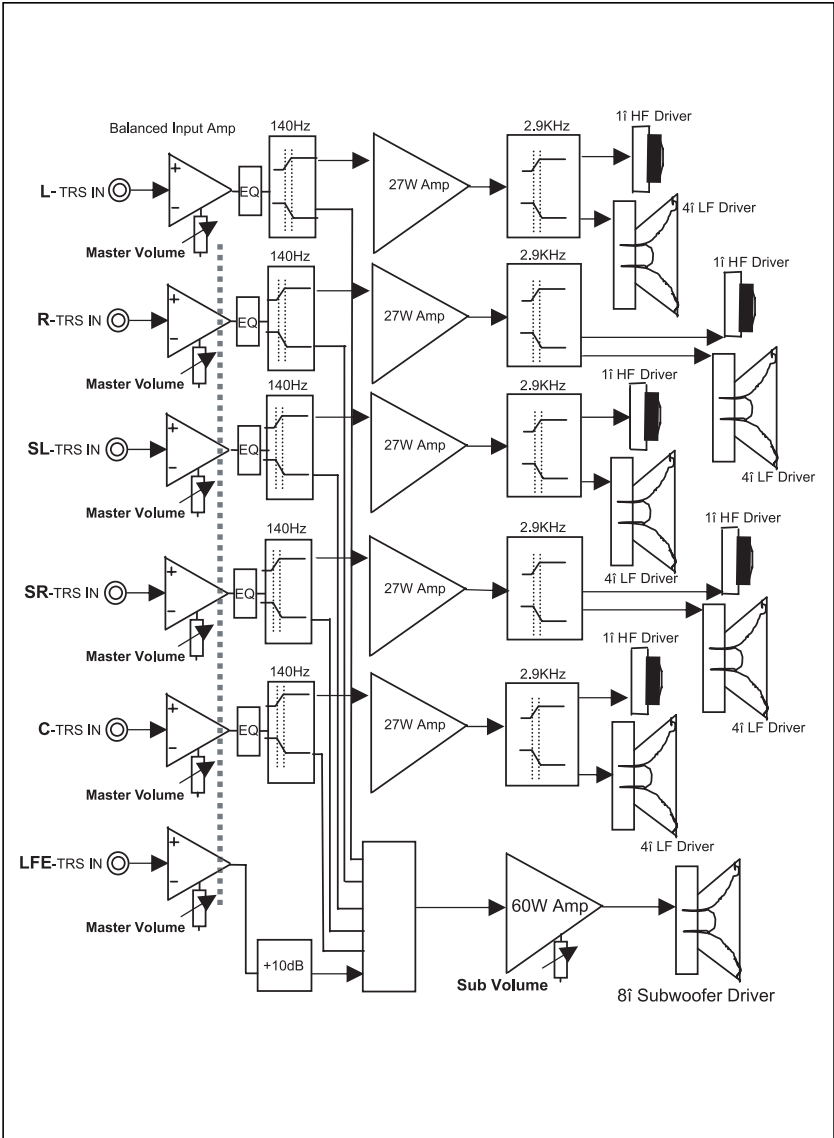 1î HF Driver
Balanced Input Amp
140Hz
2.9KHz
L- TRS IN
+
−
EQ
27W Amp
4î LF Driver
Master Volume
140Hz
2.9KHz
1î HF Driver
R-TRS IN
+
−
EQ
27W Amp
Master Volume
140Hz
2.9KHz
1î HF Driver
SL-TRS IN
+
−
EQ
27W Amp
4î LF Driver
Master Volume
140Hz
2.9KHz
1î HF Driver
4î LF Driver
SR-TRS IN
+
−
EQ
27W Amp
Master Volume
1î HF Driver
140Hz
2.9KHz
C-TRS IN
+
−
EQ
27W Amp
4î LF Driver
Master Volume
4î LF Driver
LFE-TRS IN
+
−
60W Amp
Master Volume
+10dB
Sub Volume
8î Subwoofer Driver